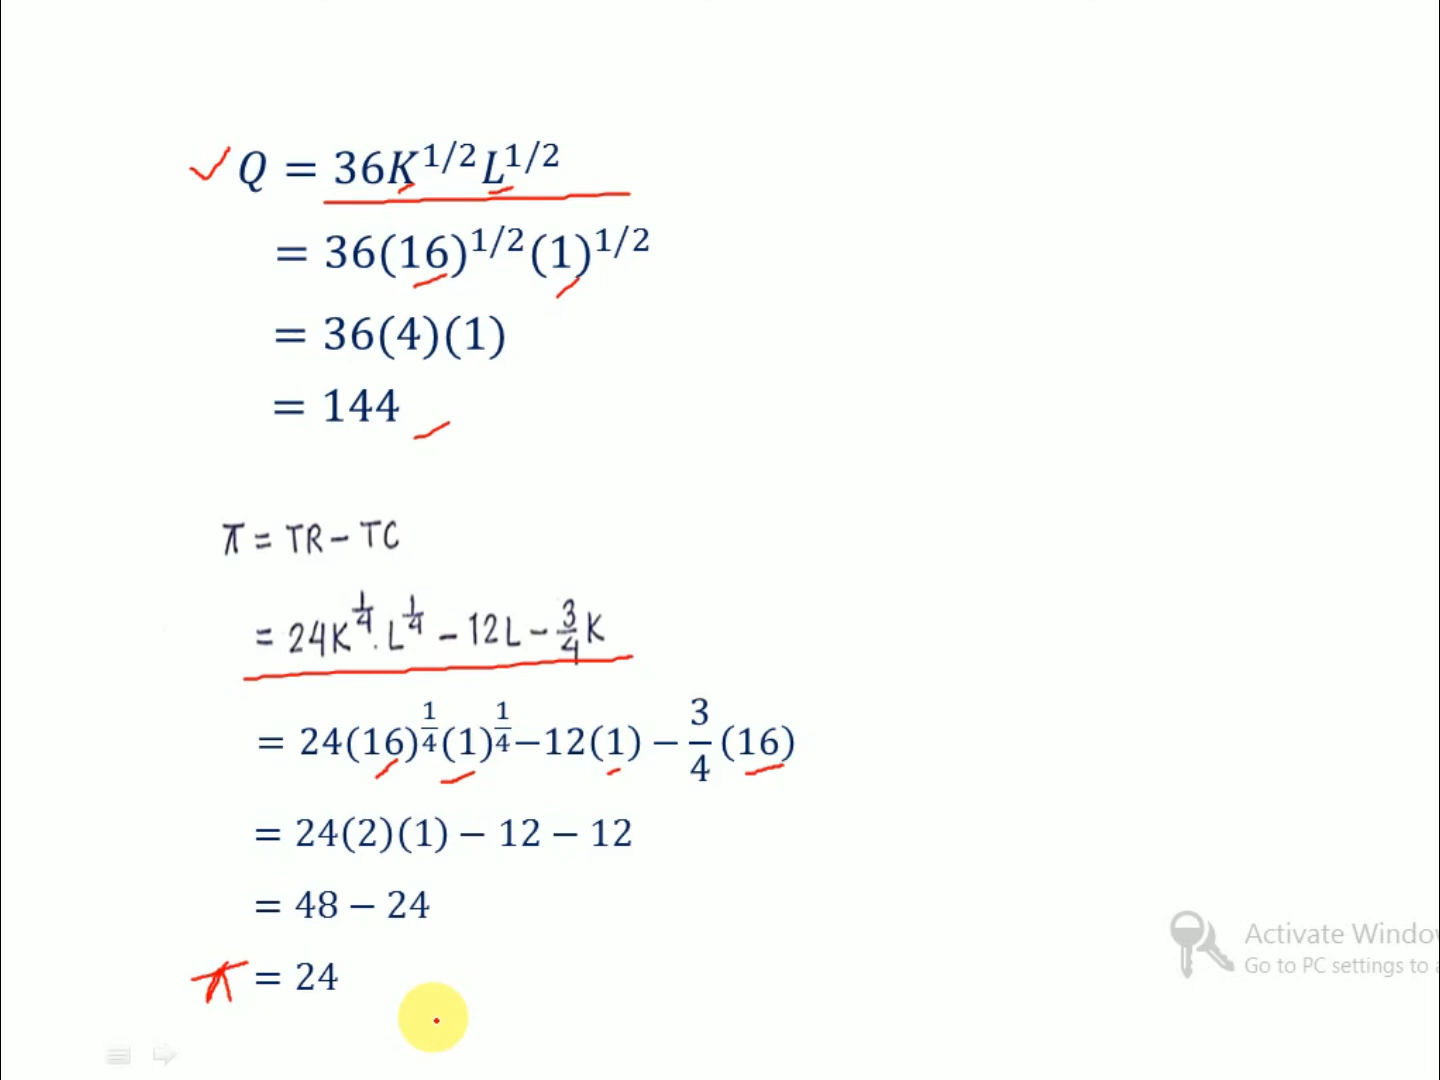 ✓ Q = 36K^{1/2}L^{1/2}
= 36(16)^{1/2}(1)^{1/2}
= 36(4)(1)
= 144
π = TR − TC
= 24K^{1/4}.L^{1/4} − 12L − 3/4 K
= 24(16)^{1/4}(1)^{1/4}−12(1) − 3/4 (16)
= 24(2)(1) − 12 − 12
= 48 − 24
π = 24
Activate Windo
Go to PC settings to a